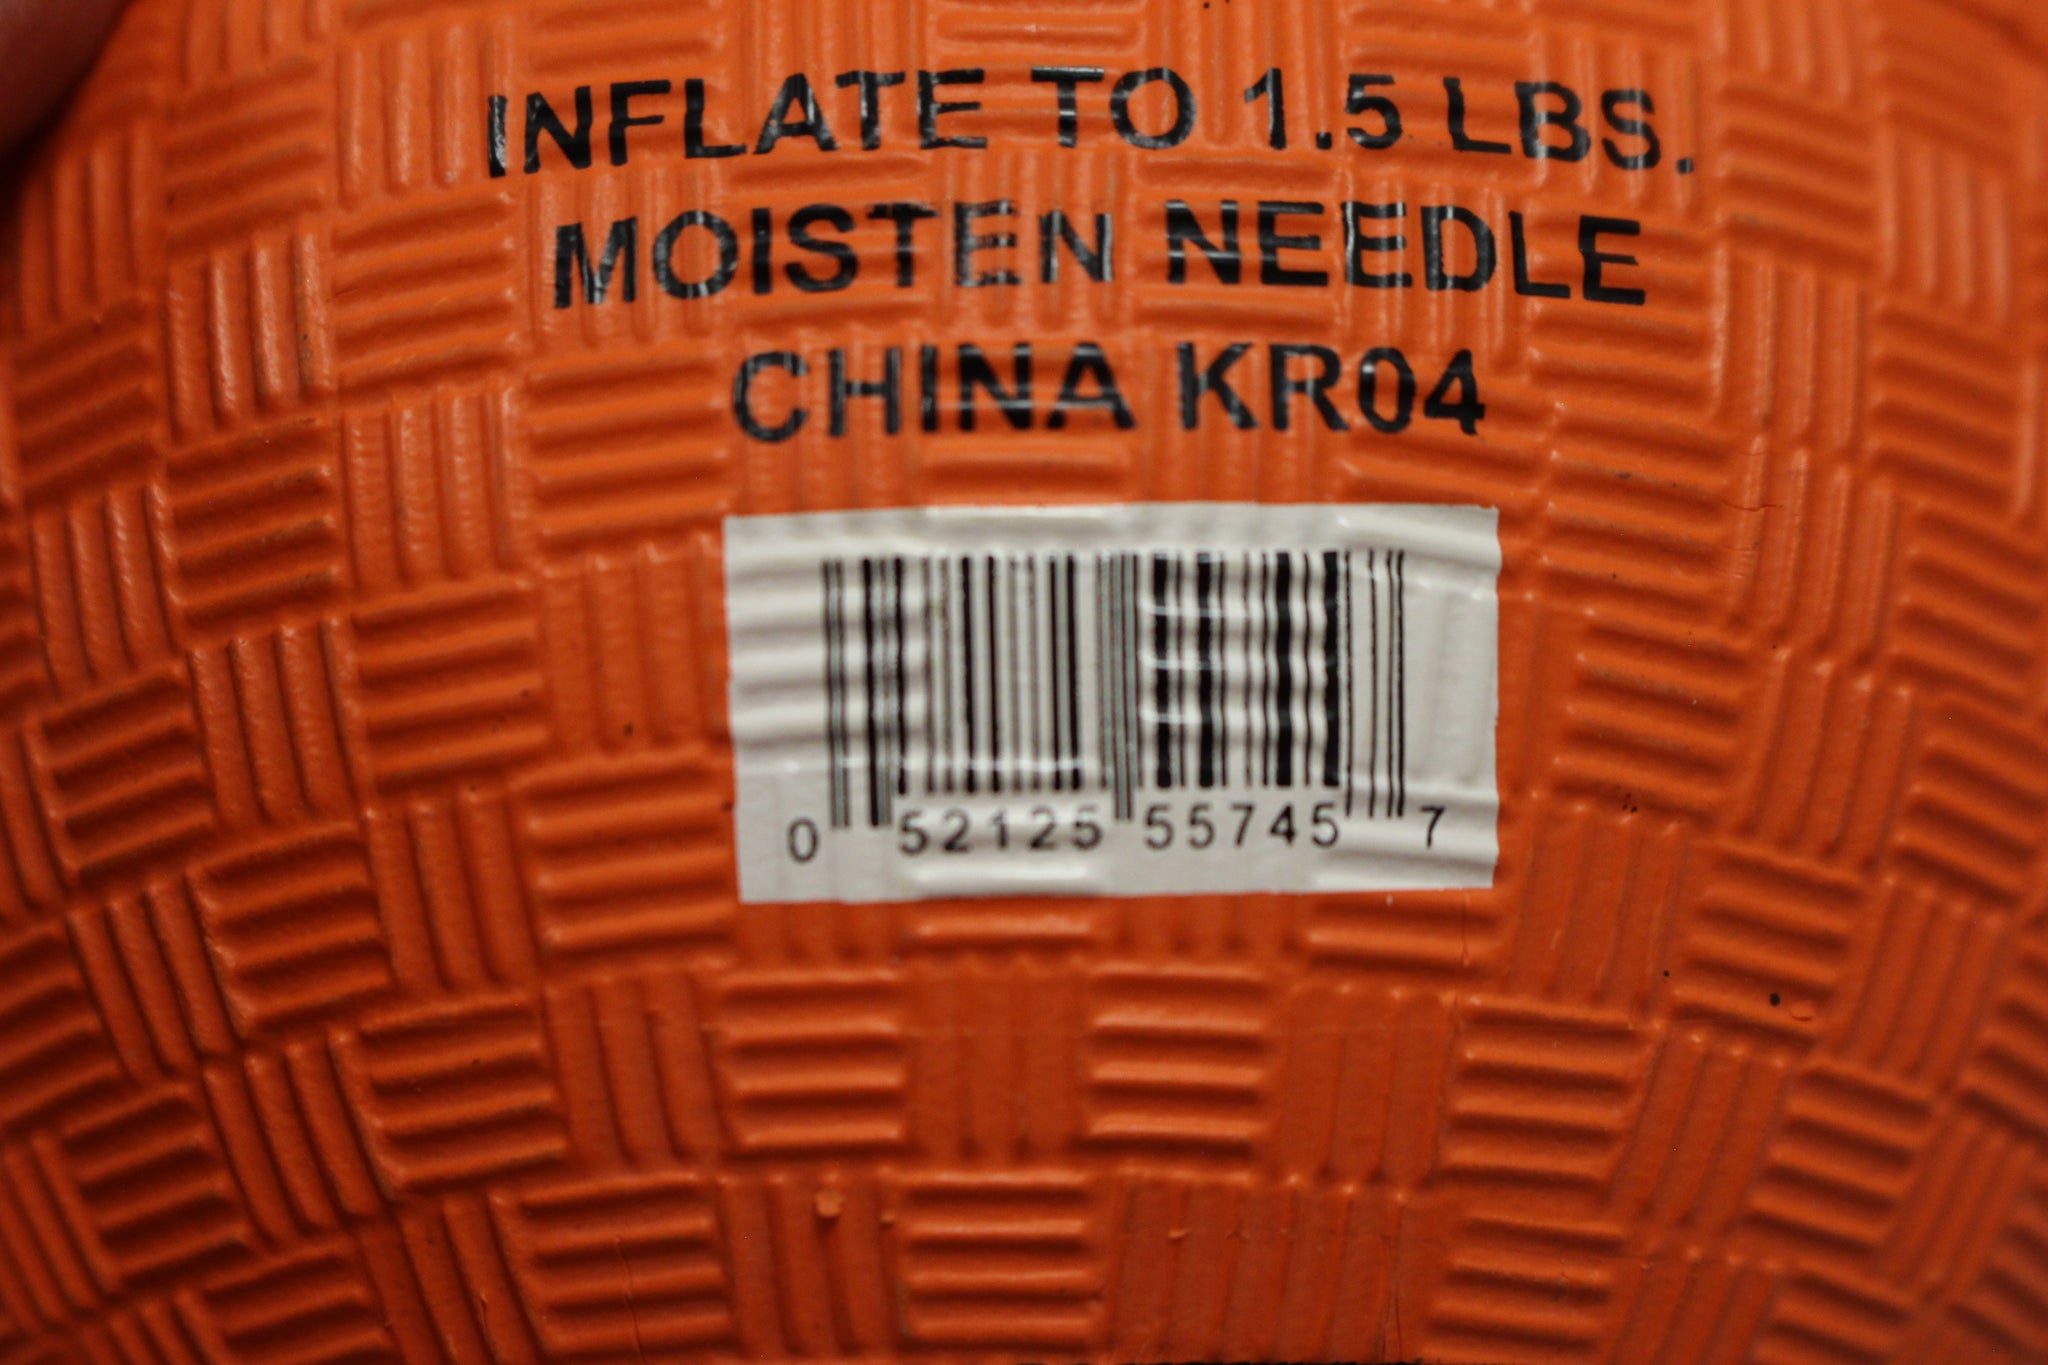 INFLATE TO 1.5 LBS.
MOISTEN NEEDLE
CHINA KR04
0 52125 55745 7